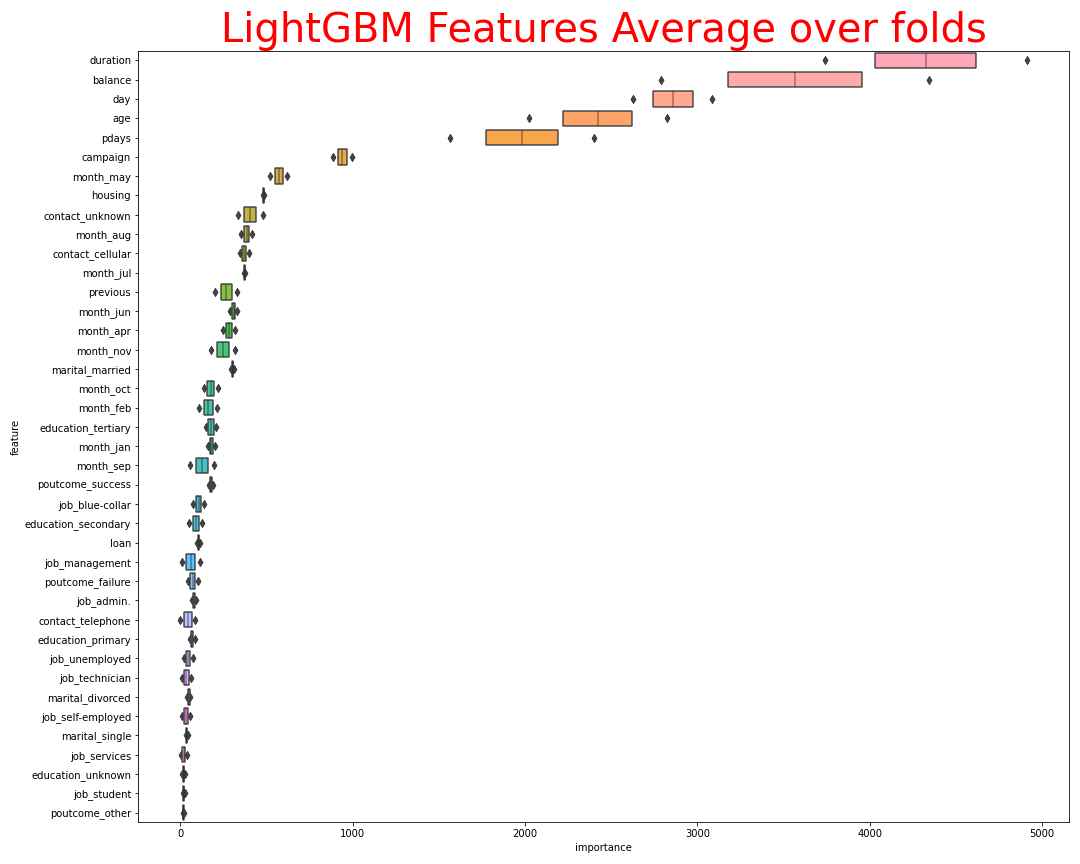 LightGBM Features Average over folds
duration
balance
day
age
pdays
campaign
month_may
housing
contact_unknown
month_aug
contact_cellular
month_jul
previous
month_jun
month_apr
month_nov
marital_married
month_oct
month_feb
education_tertiary
month_jan
month_sep
poutcome_success
job_blue-collar
education_secondary
loan
job_management
poutcome_failure
job_admin.
contact_telephone
education_primary
job_unemployed
job_technician
marital_divorced
job_self-employed
marital_single
job_services
education_unknown
job_student
poutcome_other
feature
0 1000 2000 3000 4000 5000
importance